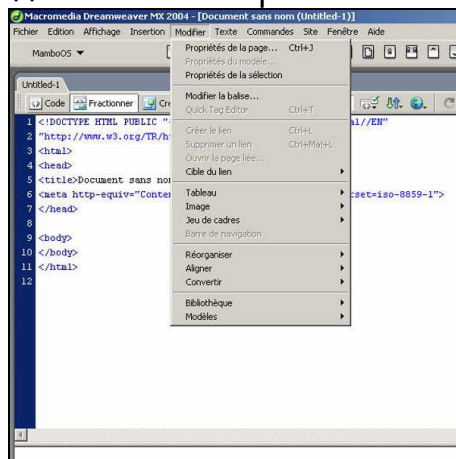 Macromedia Dreamweaver MX 2004 - [Document sans nom (Untitled-1)]
Fichier Edition Affichage Insertion Modifier Texte Commandes Site Fenêtre Aide
MamboOS
Untitled-1
Code Fractionner
Propriétés de la page... Ctrl+J
Propriétés du modèle...
Propriétés de la sélection
Modifier la balise...
Quick Tag Editor Ctrl+T
Créer le lien Ctrl+L
Supprimer un lien Ctrl+Maj+L
Ouvrir la page liée...
Cible du lien
Tableau
Image
Jeu de cadres
Barre de navigation
Réorganiser
Aligner
Convertir
Bibliothèque
Modèles
1 <!DOCTYPE HTML PUBLIC "- al//EN"
2 "http://www.w3.org/TR/h
3 <html>
4 <head>
5 <title>Document sans no
6 <meta http-equiv="Conte set=iso-8859-1">
7 </head>
8
9 <body>
10 </body>
11 </html>
12